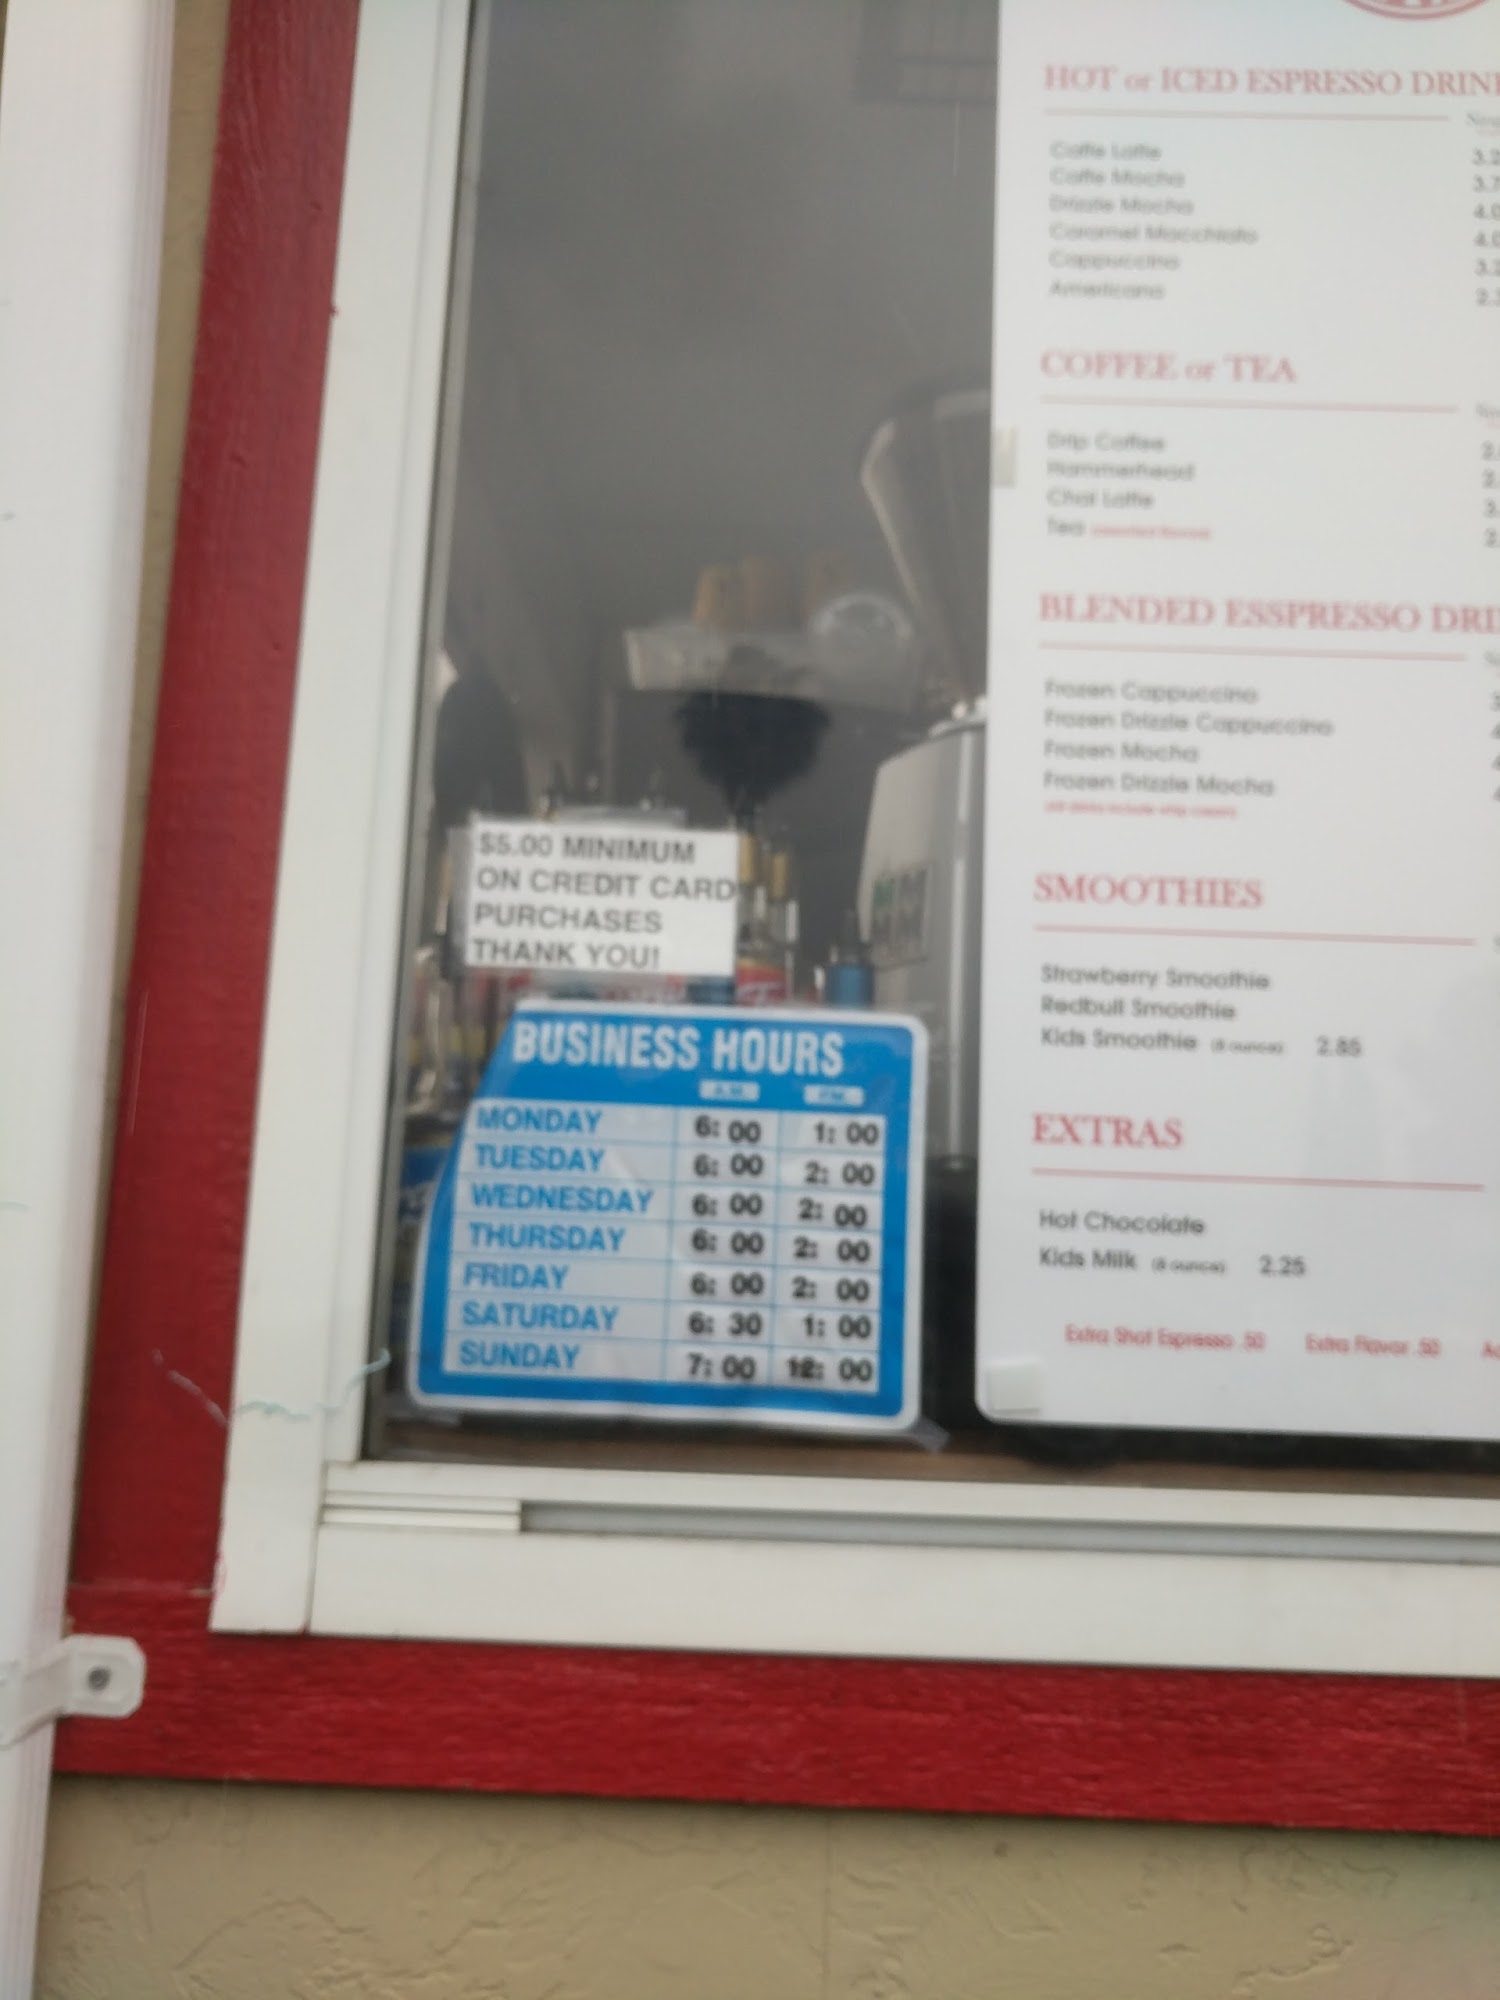 $5.00 MINIMUM
ON CREDIT CARD
PURCHASES
THANK YOU!
BUSINESS HOURS
A.M. P.M.
MONDAY 6: 00 1: 00
TUESDAY 6: 00 2: 00
WEDNESDAY 6: 00 2: 00
THURSDAY 6: 00 2: 00
FRIDAY 6: 00 2: 00
SATURDAY 6: 30 1: 00
SUNDAY 7: 00 12: 00
HOT or ICED ESPRESSO
Caffe Latte
Caffe Mocha
Drizzle Mocha
Caramel Macchiato
Cappuccino
Americano
COFFEE or TEA
Drip Coffee
Hammerhead
Chai Latte
Tea
BLENDED ESSPRESSO
Frozen Cappuccino
Frozen Drizzle Cappuccino
Frozen Mocha
Frozen Drizzle Mocha
SMOOTHIES
Strawberry Smoothie
Redbull Smoothie
Kids Smoothie (8 ounce) 2.85
EXTRAS
Hot Chocolate
Kids Milk (8 ounce) 2.25
Extra Shot Espresso .50 Extra Flavor .50